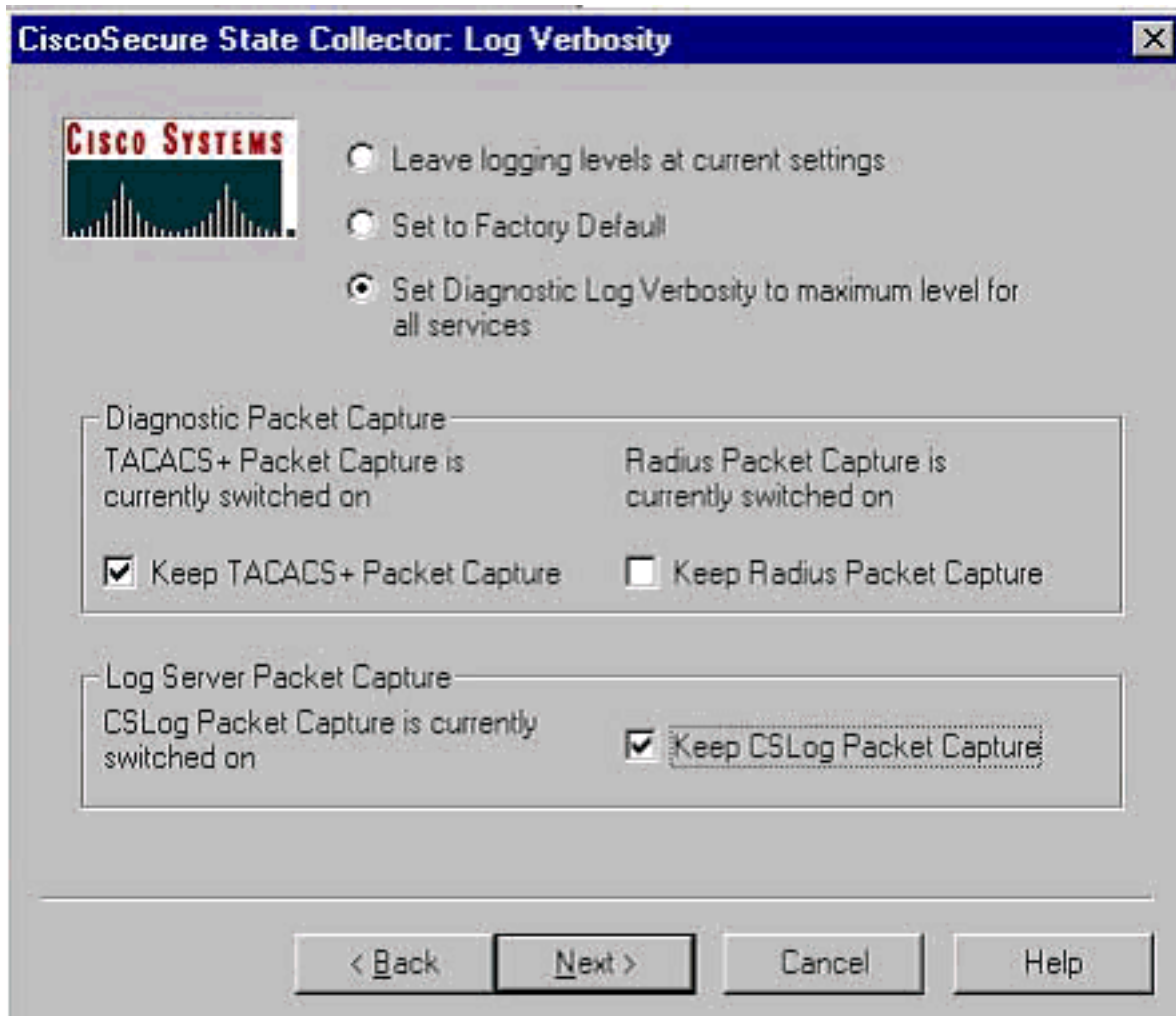 CiscoSecure State Collector: Log Verbosity
CISCO SYSTEMS
Leave logging levels at current settings
Set to Factory Default
Set Diagnostic Log Verbosity to maximum level for
all services
Diagnostic Packet Capture
TACACS+ Packet Capture is
currently switched on
Radius Packet Capture is
currently switched on
Keep TACACS+ Packet Capture
Keep Radius Packet Capture
Log Server Packet Capture
CSLog Packet Capture is currently
switched on
Keep CSLog Packet Capture
< Back
Next >
Cancel
Help